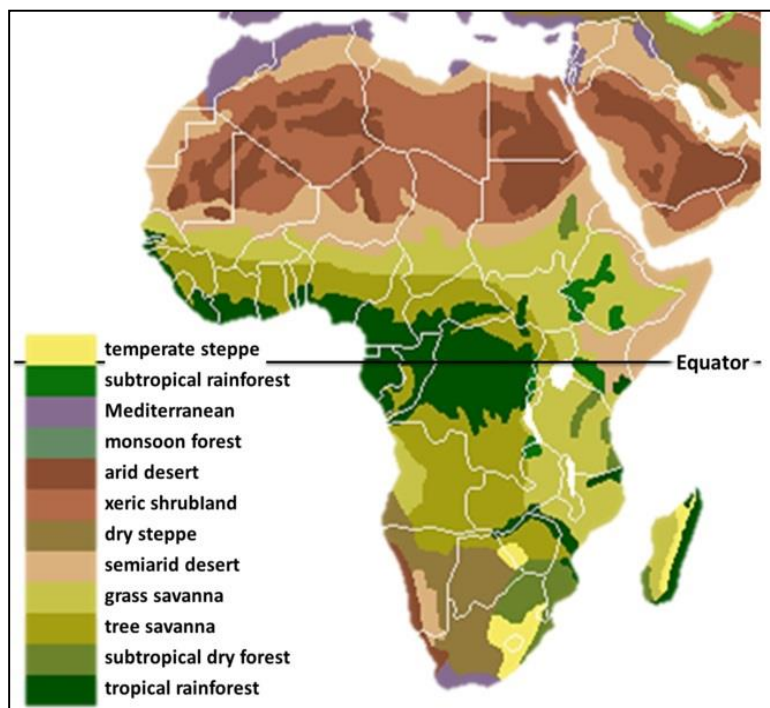 temperate steppe
Equator
subtropical rainforest
Mediterranean
monsoon forest
arid desert
xeric shrubland
dry steppe
semiarid desert
grass savanna
tree savanna
subtropical dry forest
tropical rainforest